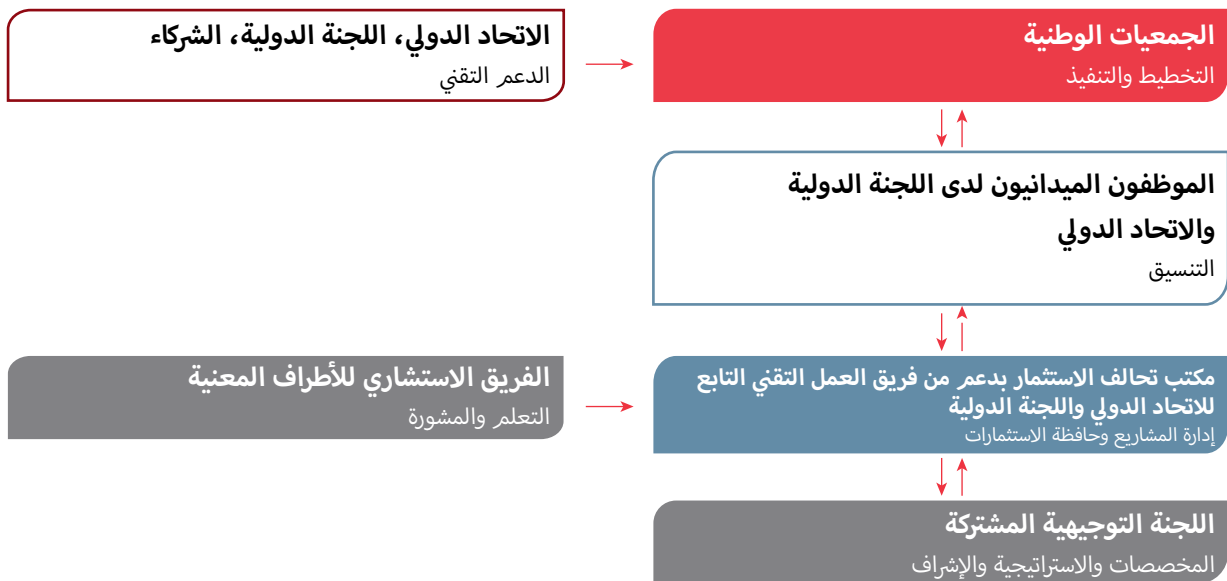 الجمعيات الوطنية
التخطيط والتنفيذ
الاتحاد الدولي، اللجنة الدولية، الشركاء
الدعم التقني
الموظفون الميدانيون لدى اللجنة الدولية
والاتحاد الدولي
التنسيق
مكتب تحالف الاستثمار بدعم من فريق العمل التقني التابع
للاتحاد الدولي واللجنة الدولية
إدارة المشاريع وحافظة الاستثمارات
الفريق الاستشاري للأطراف المعنية
التعلم والمشورة
اللجنة التوجيهية المشتركة
المخصصات والاستراتيجية والإشراف